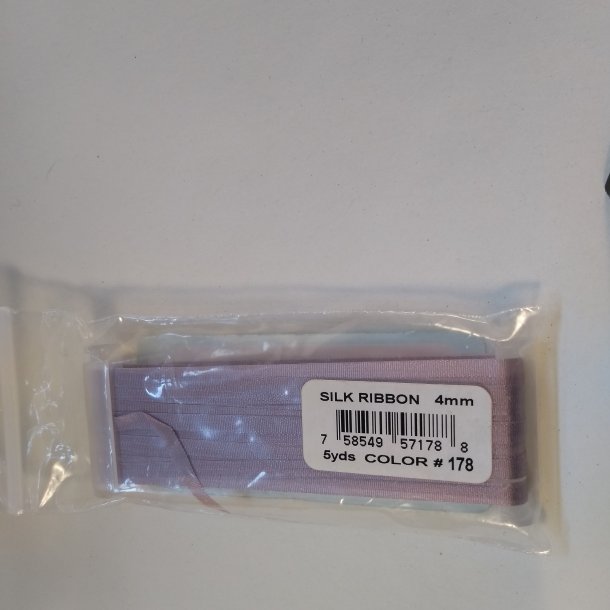 SILK RIBBON 4mm
7 58549 57178 8
5yds COLOR # 178